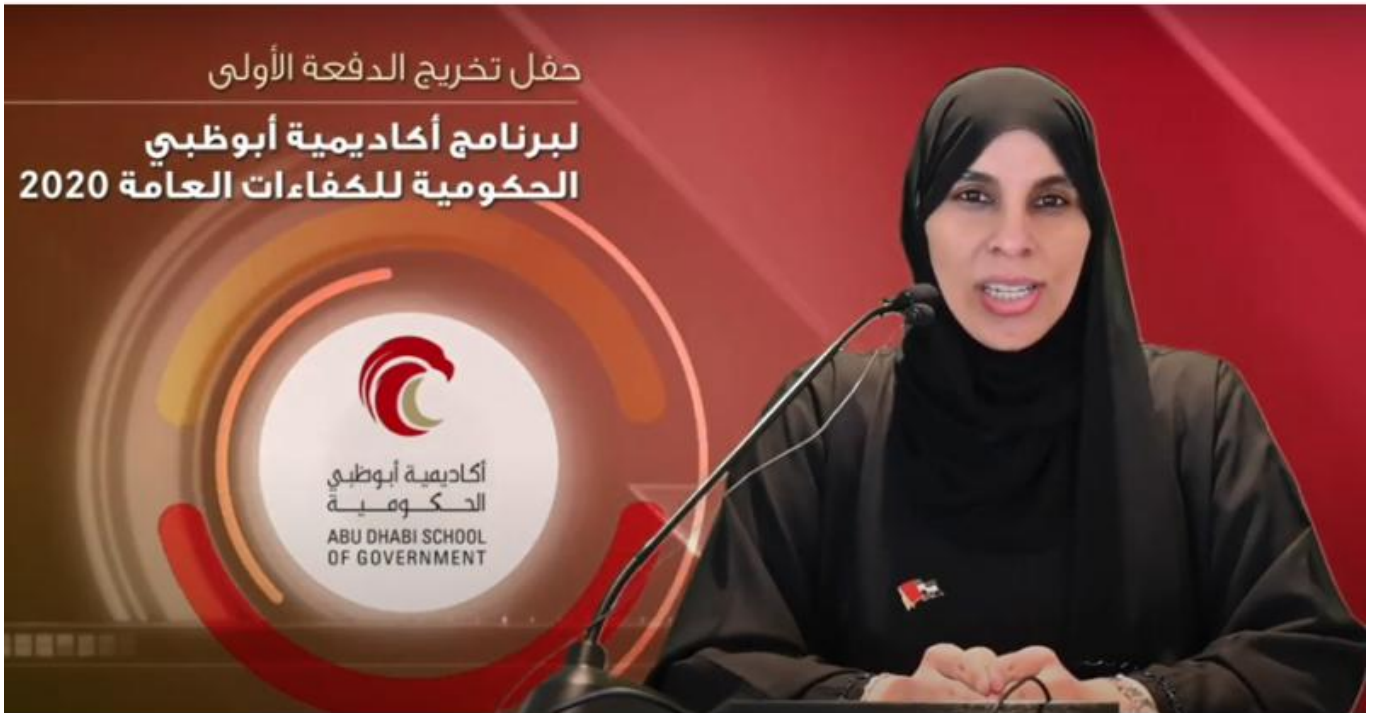 حفل تخريج الدفعة الأولى
لبرنامج أكاديمية أبوظبي
الحكومية للكفاءات العامة 2020
أكاديمية أبوظبي
الحكومية
ABU DHABI SCHOOL
OF GOVERNMENT